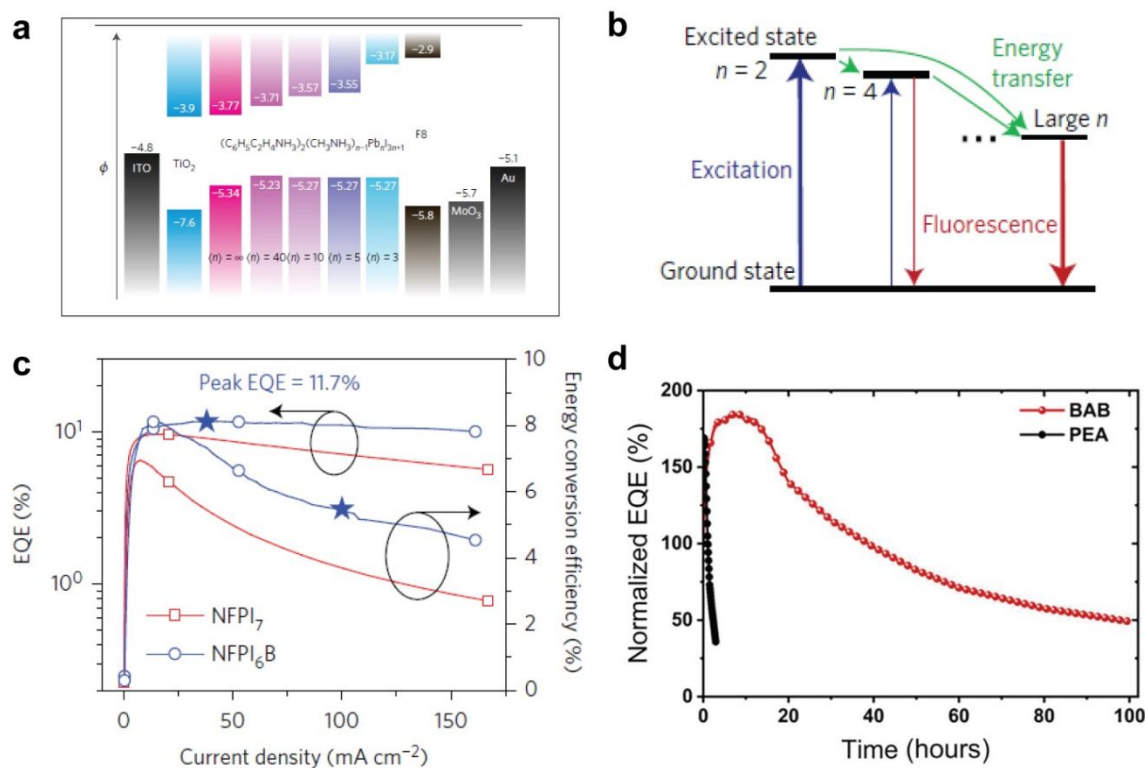 a
−2.9
−3.17
−3.55
−3.57
−3.71
−3.77
−3.9
(C₆H₅C₂H₄NH₃)₂(CH₃NH₃)ₙ₋₁PbₙI₃ₙ₊₁
F8
ϕ
−4.8
ITO
TiO₂
−5.1
Au
−5.34
−5.23
−5.27
−5.27
−5.27
−7.6
−5.8
−5.7
MoO₃
⟨n⟩ = ∞
⟨n⟩ = 40
⟨n⟩ = 10
⟨n⟩ = 5
⟨n⟩ = 3
b
Excited state
n = 2
n = 4
Energy
transfer
Large n
...
Excitation
Fluorescence
Ground state
c
Peak EQE = 11.7%
EQE (%)
10¹
10⁰
Energy conversion efficiency (%)
10
8
6
4
2
0
NFPI₇
NFPI₆B
0
50
100
150
Current density (mA cm⁻²)
d
Normalized EQE (%)
200
150
100
50
0
BAB
PEA
0
20
40
60
80
100
Time (hours)